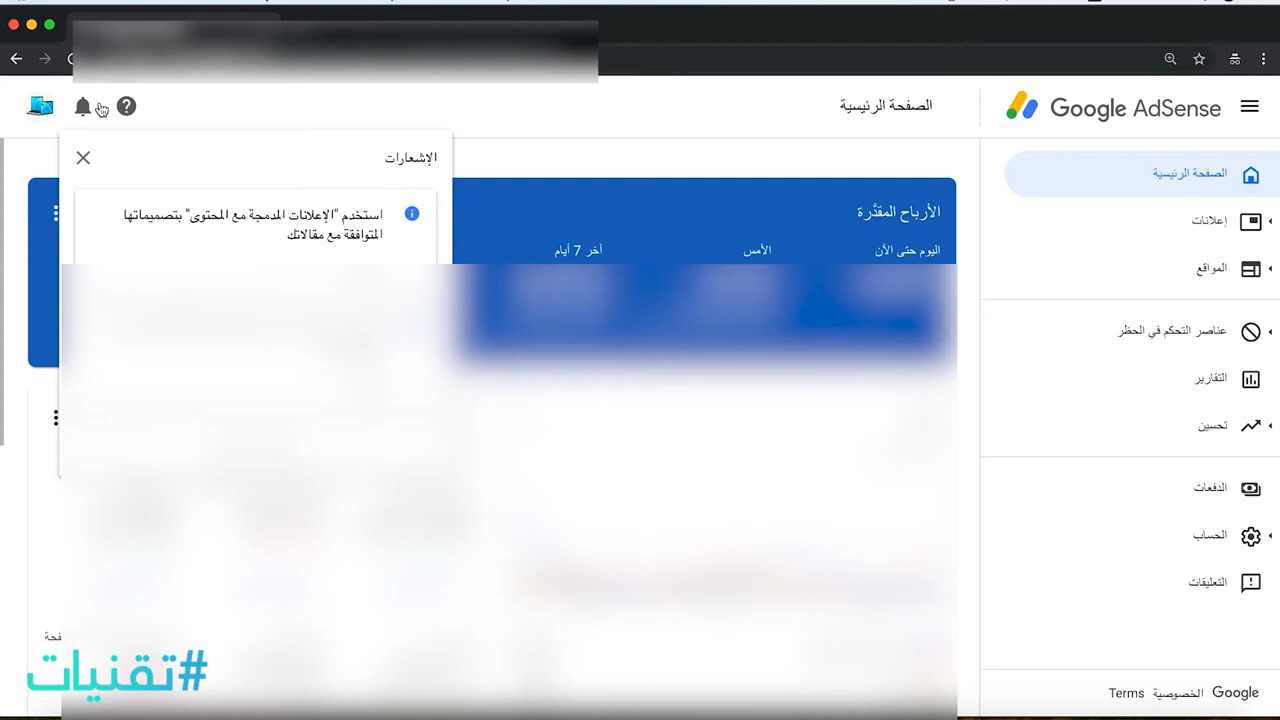 Google AdSense
الصفحة الرئيسية
الصفحة الرئيسية
إعلانات
المواقع
عناصر التحكم في الحظر
التقارير
تحسين
الدفعات
الحساب
التعليقات
Google الخصوصية Terms
الأرباح المقدَّرة
اليوم حتى الآن الأمس آخر 7 أيام
الإشعارات
استخدم "الإعلانات المدمجة مع المحتوى" بتصميماتها
المتوافقة مع مقالاتك
#تقنيات